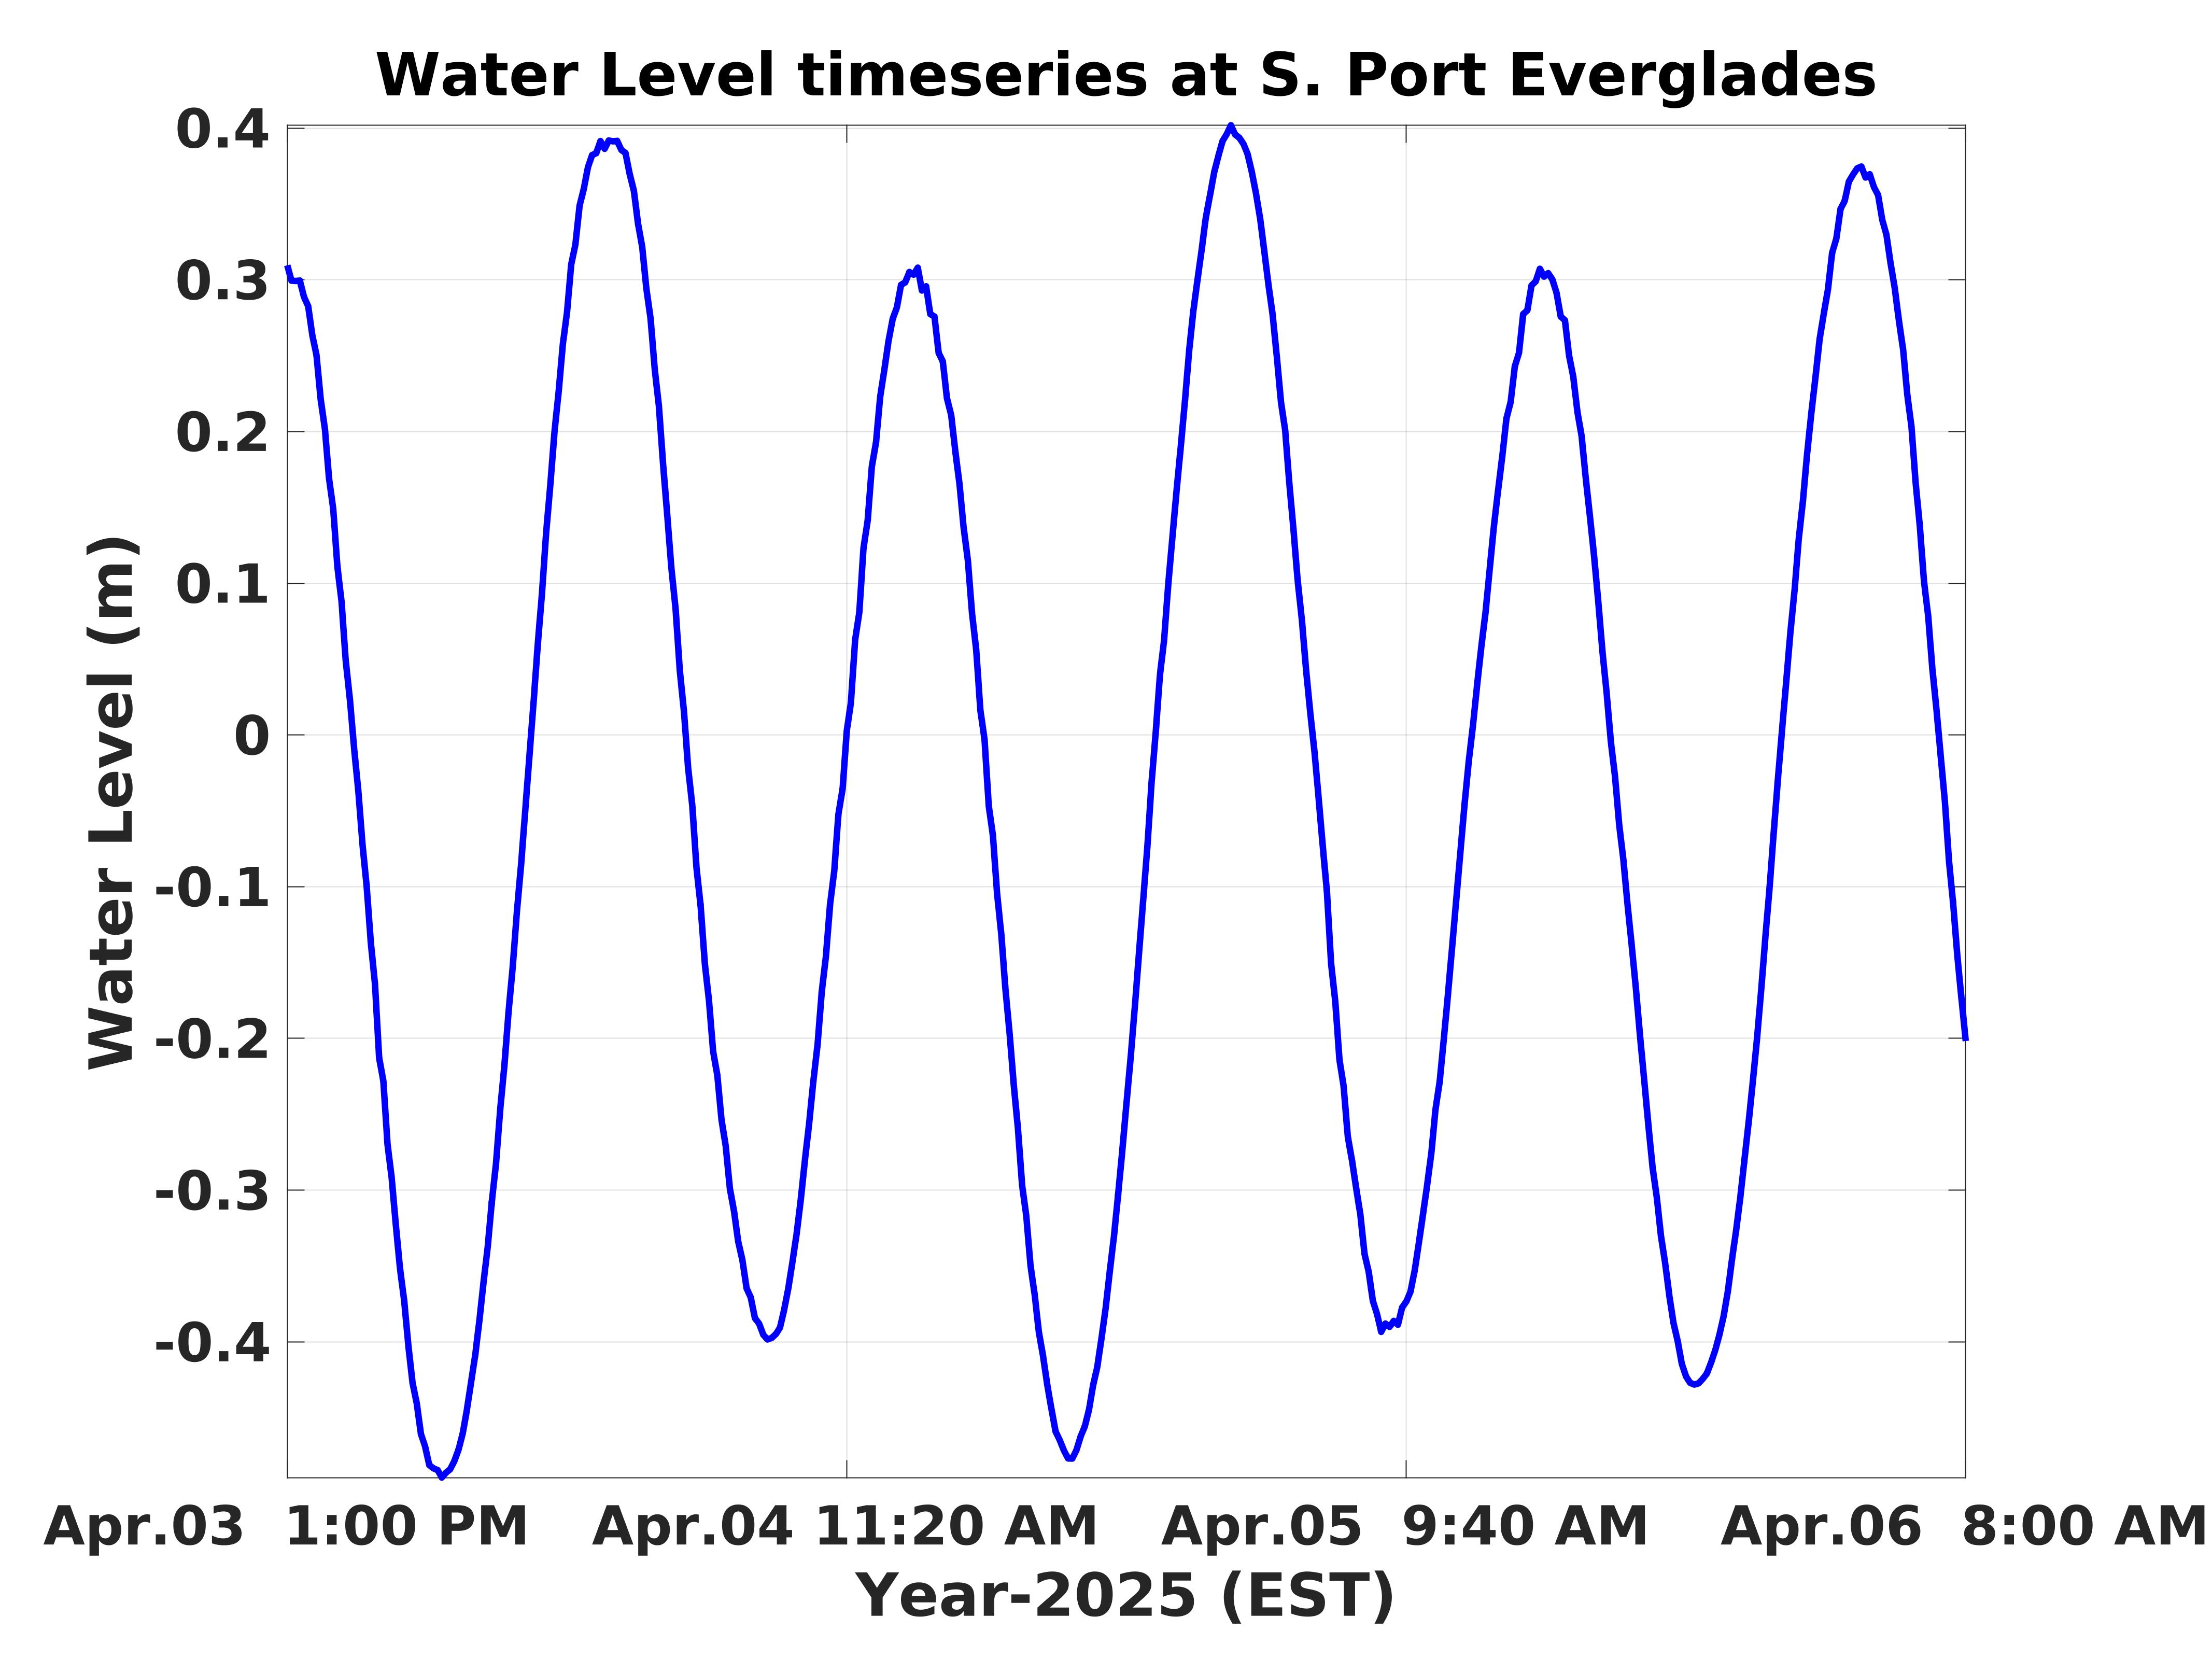 Water Level timeseries at S. Port Everglades
0.4
0.3
0.2
0.1
0
-0.1
-0.2
-0.3
-0.4
Water Level (m)
Apr.03 1:00 PM Apr.04 11:20 AM Apr.05 9:40 AM Apr.06 8:00 AM
Year-2025 (EST)